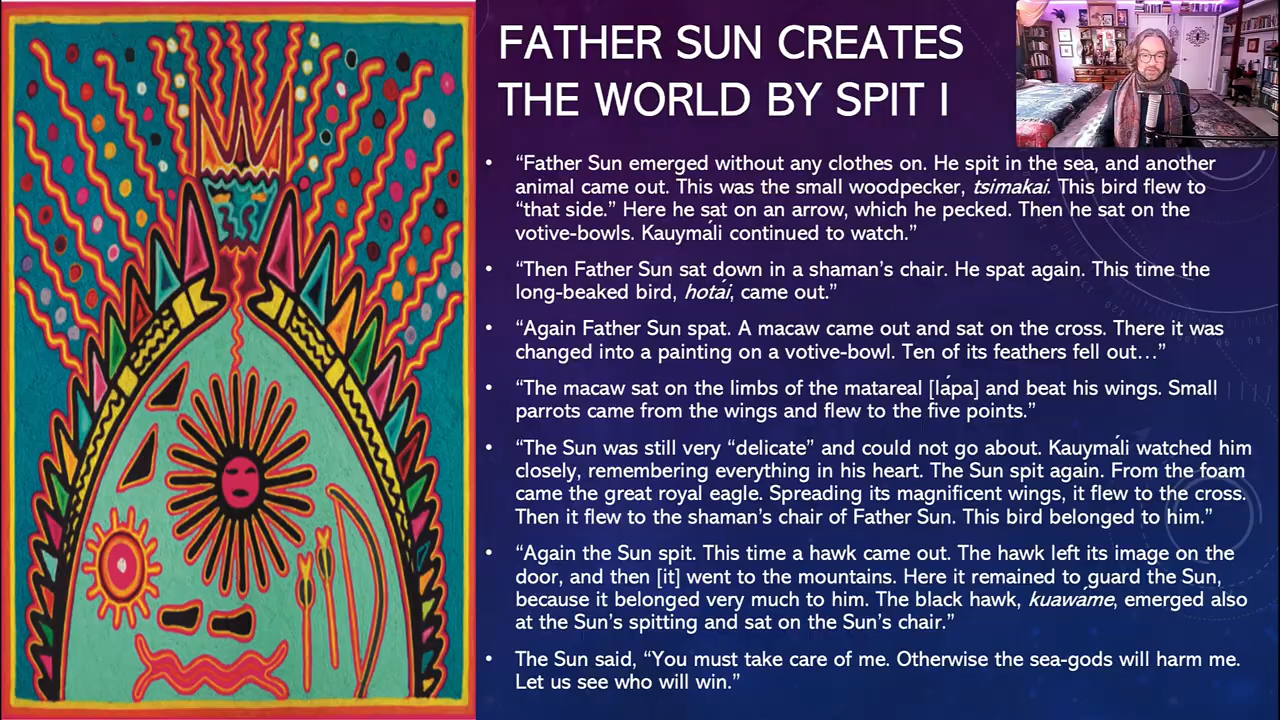 FATHER SUN CREATES
THE WORLD BY SPIT I
• “Father Sun emerged without any clothes on. He spit in the sea, and another
animal came out. This was the small woodpecker, tsimakai. This bird flew to
“that side.” Here he sat on an arrow, which he pecked. Then he sat on the
votive-bowls. Kauymáli continued to watch.”
• “Then Father Sun sat down in a shaman’s chair. He spat again. This time the
long-beaked bird, hotái, came out.”
• “Again Father Sun spat. A macaw came out and sat on the cross. There it was
changed into a painting on a votive-bowl. Ten of its feathers fell out…”
• “The macaw sat on the limbs of the matareal [lápa] and beat his wings. Small
parrots came from the wings and flew to the five points.”
• “The Sun was still very “delicate” and could not go about. Kauymáli watched him
closely, remembering everything in his heart. The Sun spit again. From the foam
came the great royal eagle. Spreading its magnificent wings, it flew to the cross.
Then it flew to the shaman’s chair of Father Sun. This bird belonged to him.”
• “Again the Sun spit. This time a hawk came out. The hawk left its image on the
door, and then [it] went to the mountains. Here it remained to guard the Sun,
because it belonged very much to him. The black hawk, kuawáme, emerged also
at the Sun’s spitting and sat on the Sun’s chair.”
• The Sun said, “You must take care of me. Otherwise the sea-gods will harm me.
Let us see who will win.”